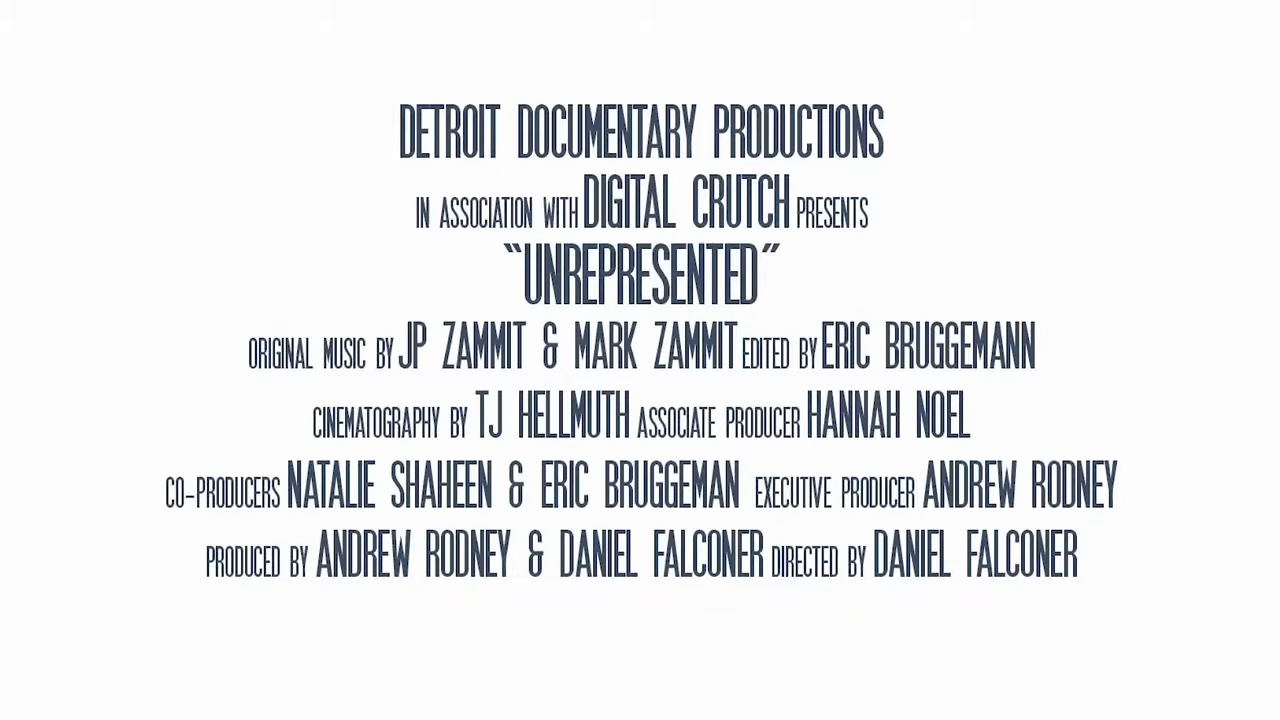 DETROIT DOCUMENTARY PRODUCTIONS
IN ASSOCIATION WITH DIGITAL CRUTCH PRESENTS
“UNREPRESENTED”
ORIGINAL MUSIC BY JP ZAMMIT & MARK ZAMMIT EDITED BY ERIC BRUGGEMANN
CINEMATOGRAPHY BY TJ HELLMUTH ASSOCIATE PRODUCER HANNAH NOEL
CO-PRODUCERS NATALIE SHAHEEN & ERIC BRUGGEMAN EXECUTIVE PRODUCER ANDREW RODNEY
PRODUCED BY ANDREW RODNEY & DANIEL FALCONER DIRECTED BY DANIEL FALCONER